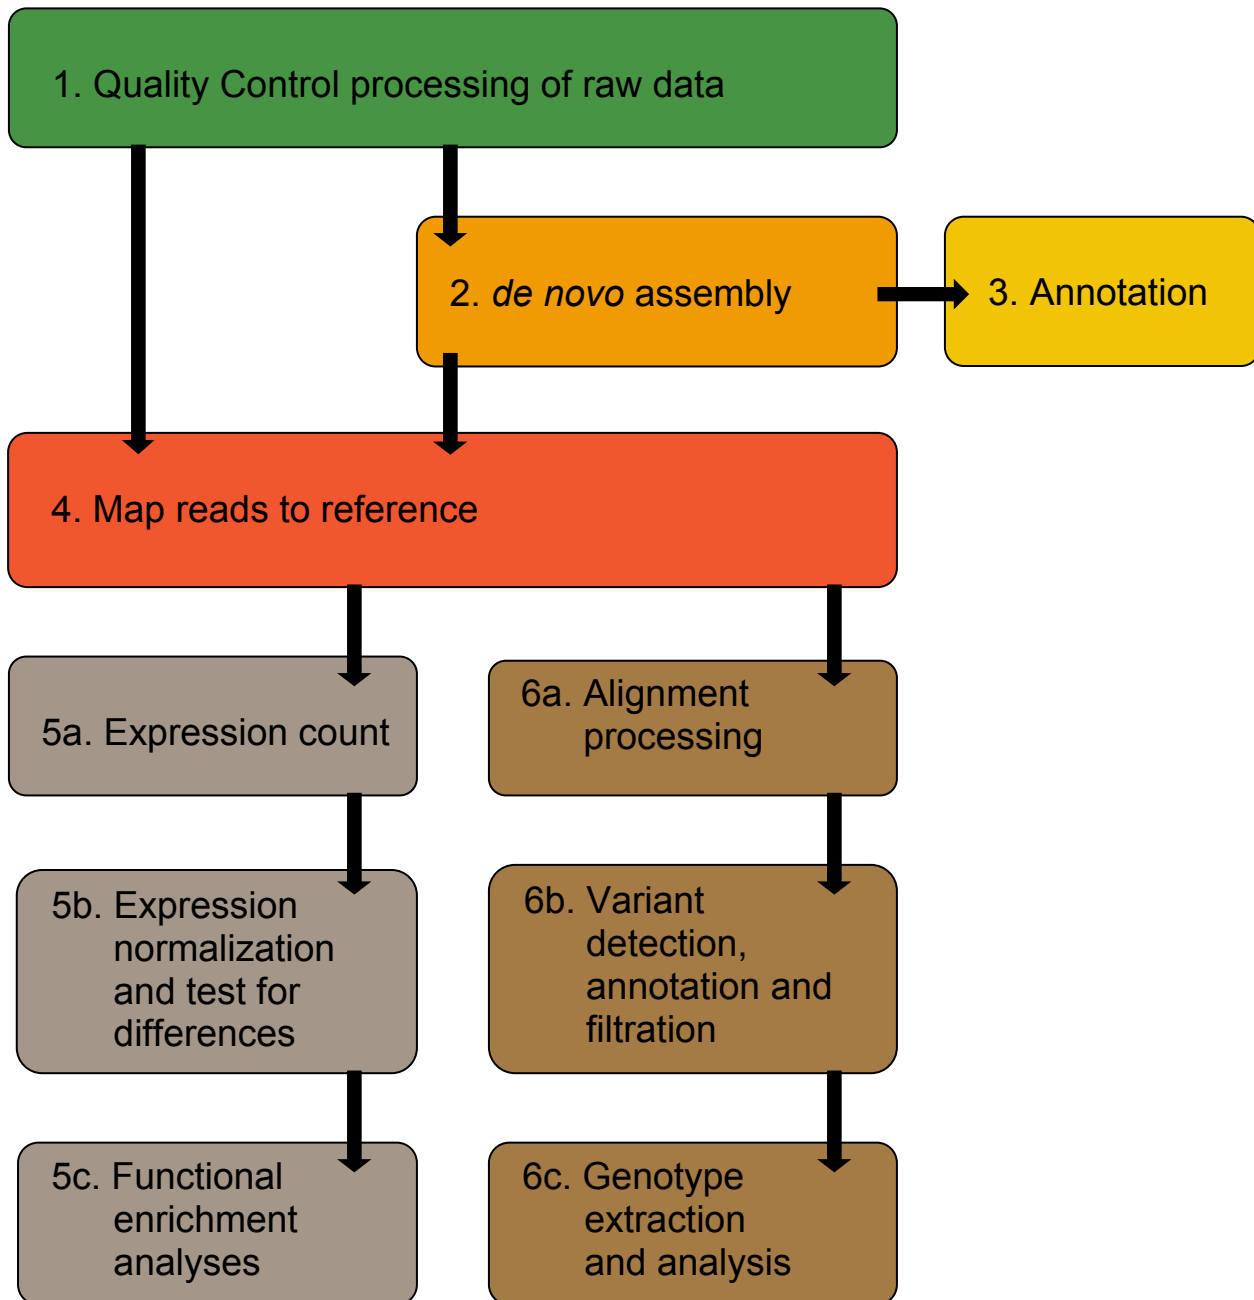 1. Quality Control processing of raw data
2. de novo assembly
3. Annotation
4. Map reads to reference
5a. Expression count
6a. Alignment
processing
5b. Expression
normalization
and test for
differences
6b. Variant
detection,
annotation and
filtration
5c. Functional
enrichment
analyses
6c. Genotype
extraction
and analysis